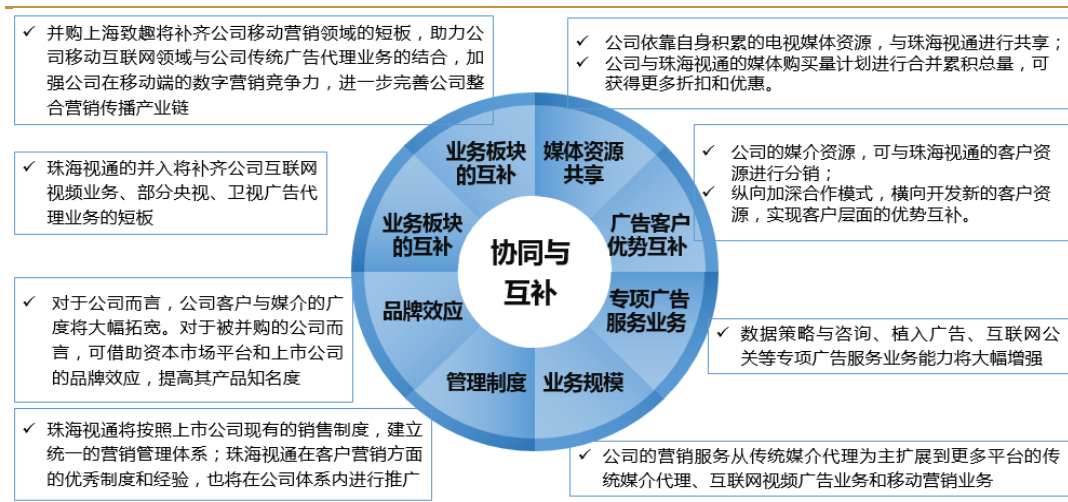 ✓ 并购上海致趣将补齐公司移动营销领域的短板，助力公
司移动互联网领域与公司传统广告代理业务的结合，加
强公司在移动端的数字营销竞争力，进一步完善公司整
合营销传播产业链
✓ 公司依靠自身积累的电视媒体资源，与珠海视通进行共享；
✓ 公司与珠海视通的媒体购买量计划进行合并累积总量，可
获得更多折扣和优惠。
✓ 珠海视通的并入将补齐公司互联网
视频业务、部分央视、卫视广告代
理业务的短板
✓ 公司的媒介资源，可与珠海视通的客户资
源进行分销；
✓ 纵向加深合作模式，横向开发新的客户资
源，实现客户层面的优势互补。
业务板块
的互补
媒体资源
共享
业务板块
的互补
广告客户
优势互补
协同与
互补
品牌效应
专项广告
服务业务
管理制度
业务规模
✓ 对于公司而言，公司客户与媒介的广
度将大幅拓宽。对于被并购的公司而
言，可借助资本市场平台和上市公司
的品牌效应，提高其产品知名度
✓ 数据策略与咨询、植入广告、互联网公
关等专项广告服务业务能力将大幅增强
✓ 珠海视通将按照上市公司现有的销售制度，建立
统一的营销管理体系；珠海视通在客户营销方面
的优秀制度和经验，也将在公司体系内进行推广
✓ 公司的营销服务从传统媒介代理为主扩展到更多平台的传
统媒介代理、互联网视频广告业务和移动营销业务